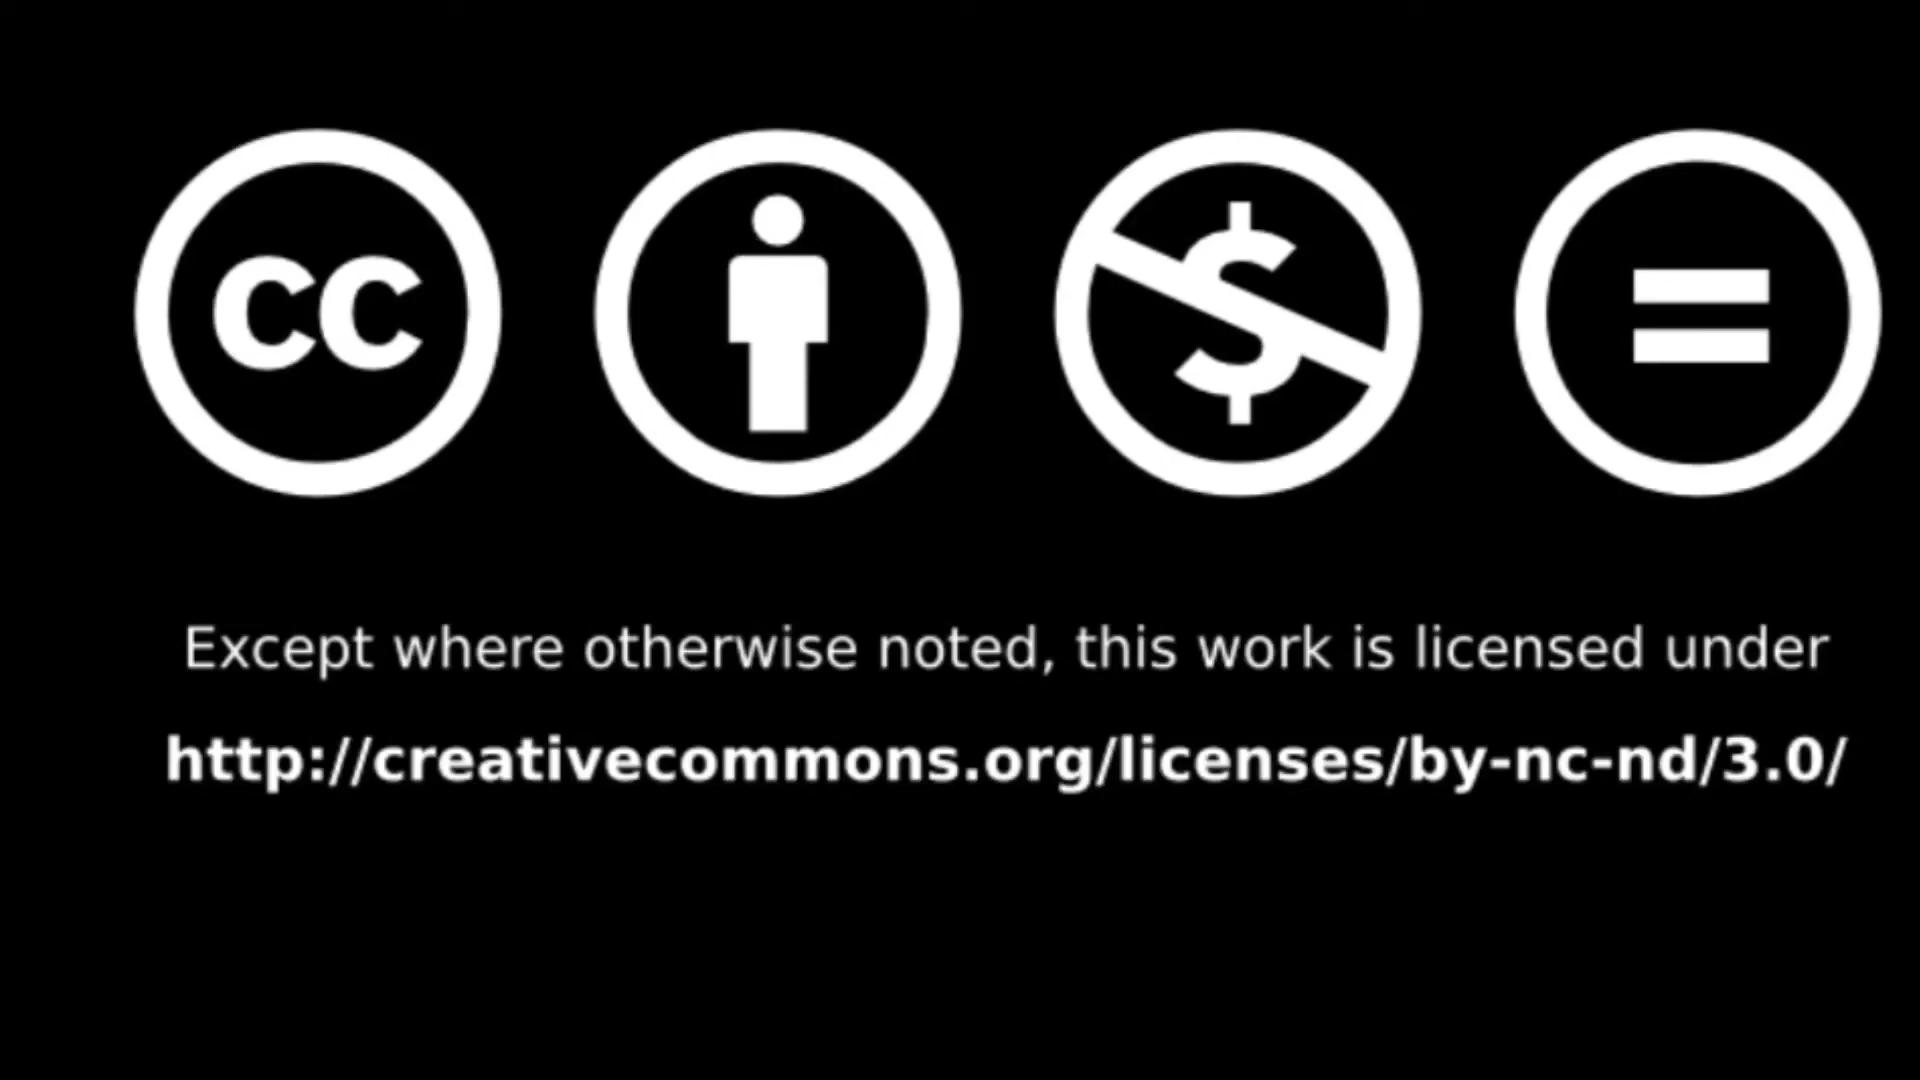 cc
$
=
Except where otherwise noted, this work is licensed under
http://creativecommons.org/licenses/by-nc-nd/3.0/